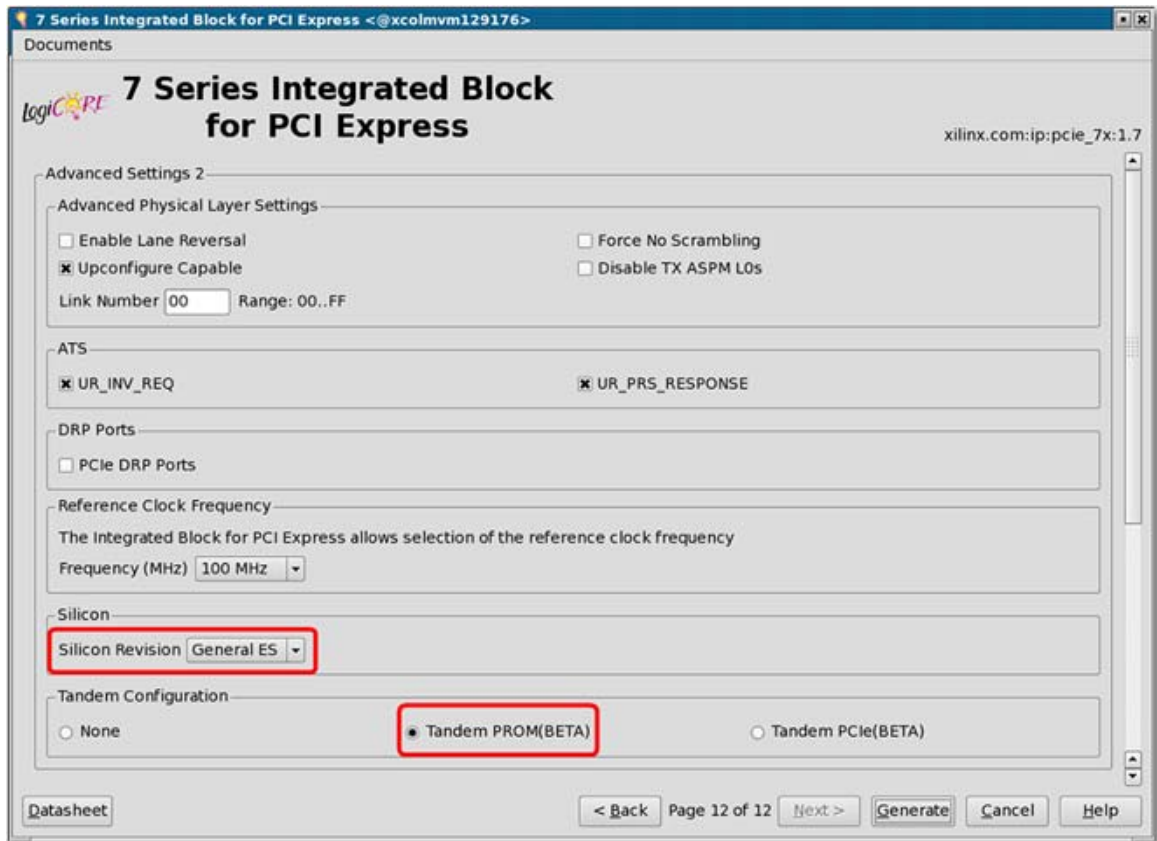 7 Series Integrated Block for PCI Express <@xcolmvm129176>
Documents
LogiCORE
7 Series Integrated Block
for PCI Express
xilinx.com:ip:pcie_7x:1.7
Advanced Settings 2
Advanced Physical Layer Settings
Enable Lane Reversal
Force No Scrambling
Upconfigure Capable
Disable TX ASPM L0s
Link Number 00 Range: 00..FF
ATS
UR_INV_REQ
UR_PRS_RESPONSE
DRP Ports
PCIe DRP Ports
Reference Clock Frequency
The Integrated Block for PCI Express allows selection of the reference clock frequency
Frequency (MHz) 100 MHz
Silicon
Silicon Revision General ES
Tandem Configuration
None
Tandem PROM(BETA)
Tandem PCIe(BETA)
Datasheet
< Back Page 12 of 12 Next > Generate Cancel Help